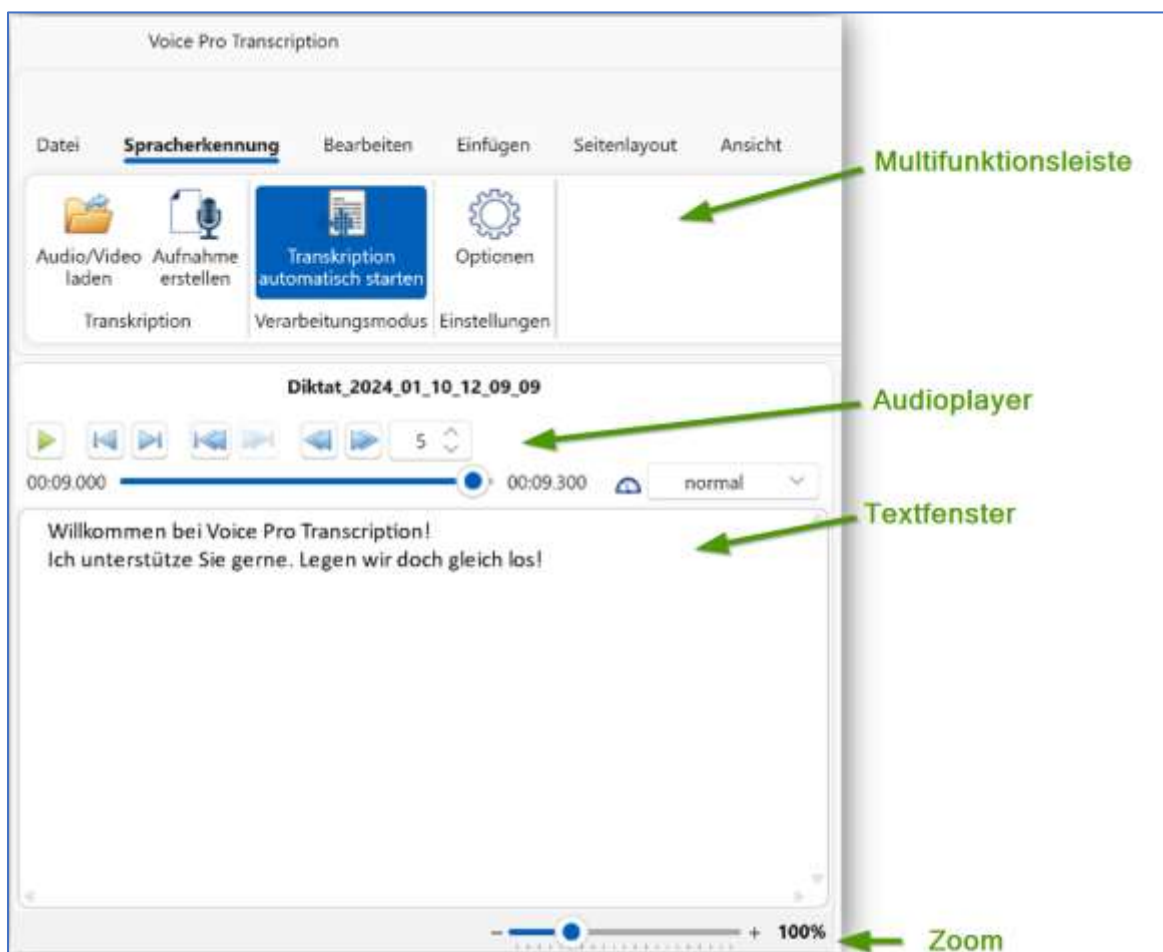 Voice Pro Transcription
Datei Spracherkennung Bearbeiten Einfügen Seitenlayout Ansicht
Multifunktionsleiste
Audio/Video laden
Aufnahme erstellen
Transkription automatisch starten
Optionen
Transkription Verarbeitungsmodus Einstellungen
Diktat_2024_01_10_12_09_09
Audioplayer
5
00:09.000 00:09.300 normal
Textfenster
Willkommen bei Voice Pro Transcription!
Ich unterstütze Sie gerne. Legen wir doch gleich los!
- + 100%
Zoom